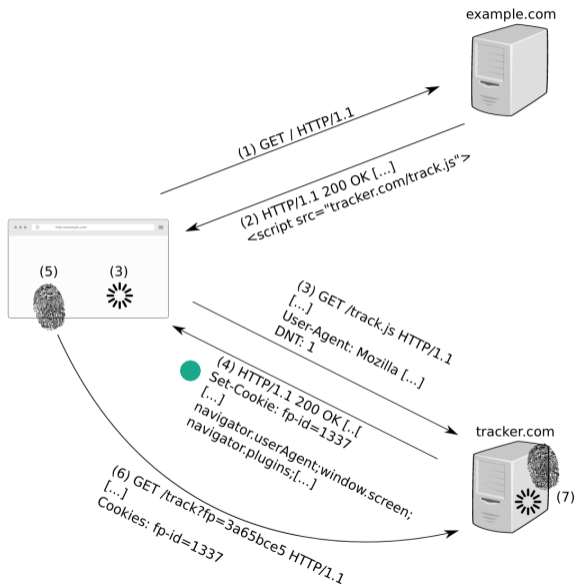 example.com
(1) GET / HTTP/1.1
(2) HTTP/1.1 200 OK [...]
<script src="tracker.com/track.js">
(5)
(3)
(3) GET /track.js HTTP/1.1
[...]
User-Agent: Mozilla [...]
DNT: 1
(4) HTTP/1.1 200 OK [..[
Set-Cookie: fp-id=1337
[...]
navigator.userAgent;window.screen;
navigator.plugins;[...]
tracker.com
(7)
(6) GET /track?fp=3a65bce5 HTTP/1.1
[...]
Cookies: fp-id=1337